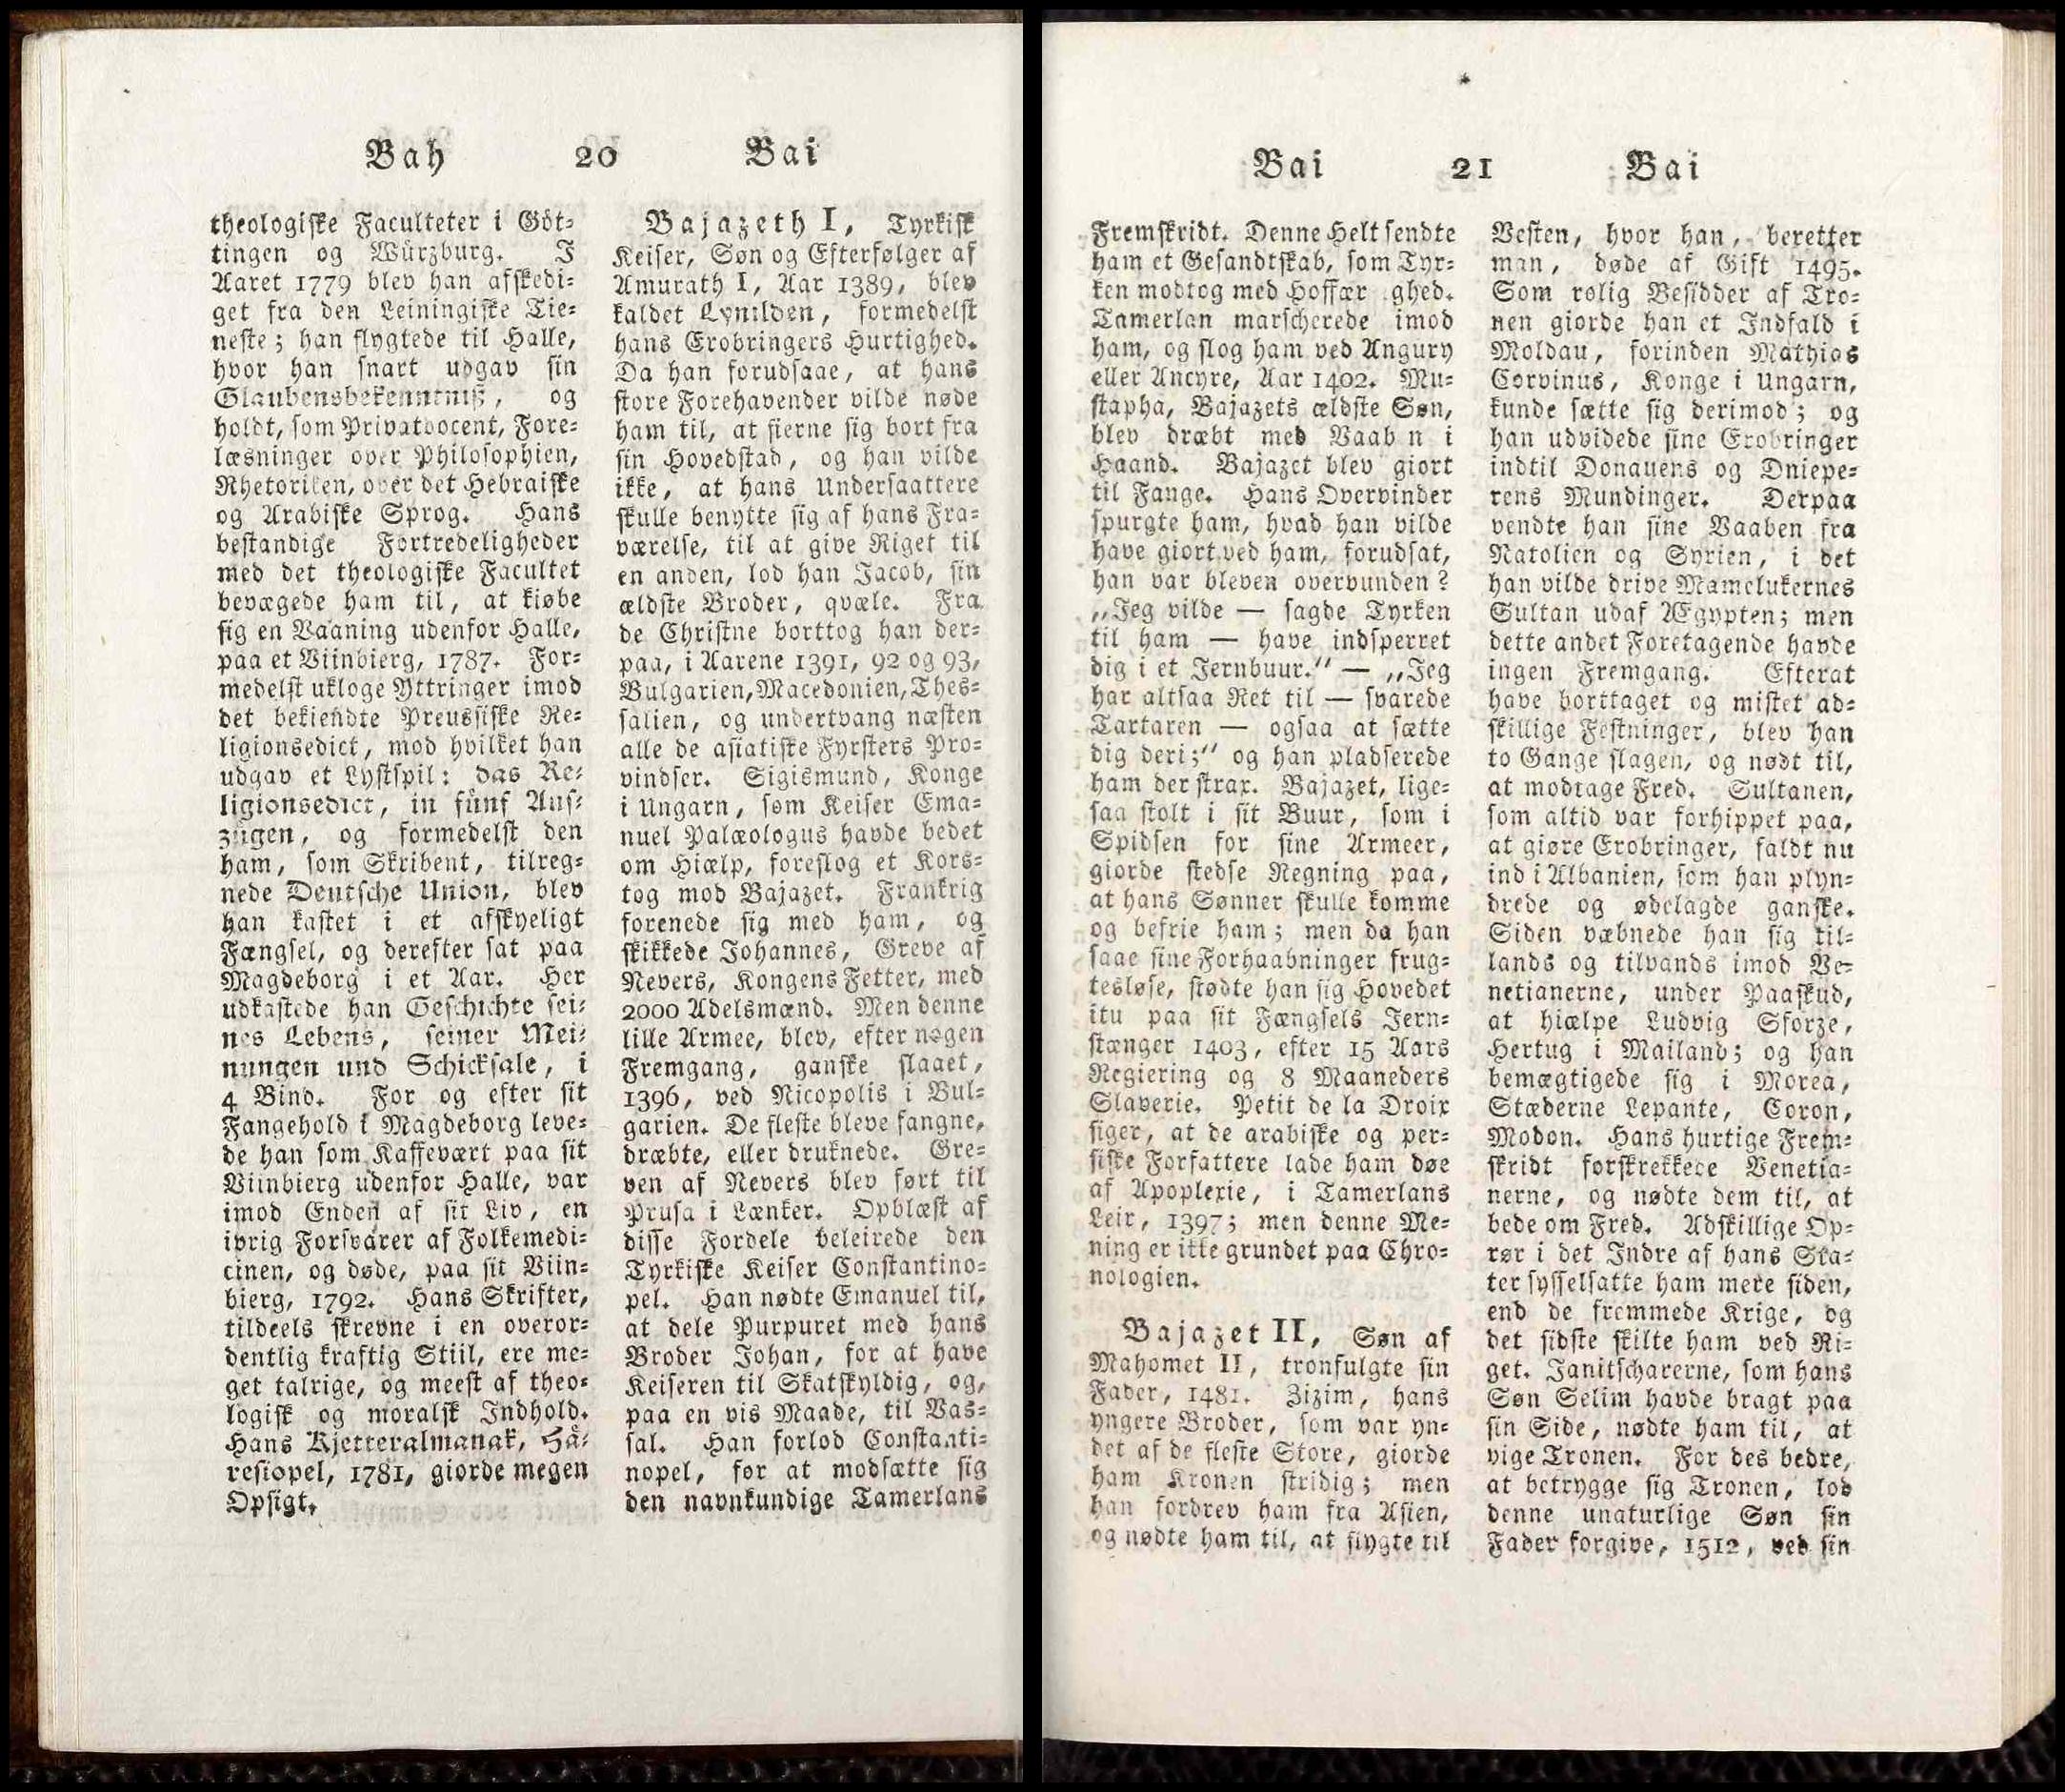 Bah 20 Bai
theologiske Faculteter i Göt-
tingen og Würzburg. I
Aaret 1779 blev han afskedi-
get fra den Leiningiske Tie-
neste; han flygtede til Halle,
hvor han snart udgav sin
Glaubensbekenntniß, og
holdt, som Privatdocent, Fore-
læsninger over Philosophien,
Rhetoriken, over det Hebraiske
og Arabiske Sprog. Hans
bestandige Fortredeligheder
med det theologiske Facultet
bevægede ham til, at kiøbe
sig en Vaaning udenfor Halle,
paa et Viinbierg, 1787. For-
medelst ukloge Yttringer imod
det bekiendte Preussiske Re-
ligionsedict, mod hvilket han
udgav et Lystspil: das Re-
ligionsedict, in fünf Auf-
zügen, og formedelst den
ham, som Skribent, tilreg-
nede Deutsche Union, blev
han kastet i et afskyeligt
Fængsel, og derefter sat paa
Magdeborg i et Aar. Her
udkastede han Geschichte sei-
nes Lebens, seiner Mei-
nungen und Schicksale, i
4 Bind. For og efter sit
Fangehold i Magdeborg leve-
de han som Kaffevært paa sit
Viinbierg udenfor Halle, var
imod Enden af sit Liv, en
ivrig Forsvarer af Folkemedi-
cinen, og døde, paa sit Viin-
bierg, 1792. Hans Skrifter,
tildeels skrevne i en overor-
dentlig kraftig Stiil, ere me-
get talrige, og meest af theo-
logisk og moralsk Indhold.
Hans Kjetteralmanak, Hä-
resiopel, 1781, giorde megen
Opsigt.
Bajazeth I, Tyrkisk
Keiser, Søn og Efterfølger af
Amurath I, Aar 1389, blev
kaldet Lynilden, formedelst
hans Erobringers Hurtighed.
Da han forudsaae, at hans
store Forehavender vilde nøde
ham til, at fierne sig bort fra
sin Hovedstad, og han vilde
ikke, at hans Undersaattere
skulle benytte sig af hans Fra-
værelse, til at give Riget til
en anden, lod han Jacob, sin
ældste Broder, qvæle. Fra
de Christne borttog han der-
paa, i Aarene 1391, 92 og 93,
Bulgarien, Macedonien, Thes-
salien, og undertvang næsten
alle de asiatiske Fyrsters Pro-
vindser. Sigismund, Konge
i Ungarn, som Keiser Ema-
nuel Palæologus havde bedet
om Hiælp, foreslog et Kors-
tog mod Bajazet. Frankrig
forenede sig med ham, og
skikkede Johannes, Greve af
Nevers, Kongens Fetter, med
2000 Adelsmænd. Men denne
lille Armee, blev, efter nogen
Fremgang, ganske slaaet,
1396, ved Nicopolis i Bul-
garien. De fleste bleve fangne,
dræbte, eller druknede. Gre-
ven af Nevers blev ført til
Prusa i Lænker. Opblæst af
disse Fordele beleirede den
Tyrkiske Keiser Constantino-
pel. Han nødte Emanuel til,
at dele Purpuret med hans
Broder Johan, for at have
Keiseren til Skatskyldig, og,
paa en vis Maade, til Vas-
sal. Han forlod Constanti-
nopel, for at modsætte sig
den navnkundige Tamerlans
Bai 21 Bai
Fremskridt. Denne Helt sendte
ham et Gesandtskab, som Tyr-
ken modtog med Hoffær ghed.
Tamerlan marscherede imod
ham, og slog ham ved Angury
eller Ancyre, Aar 1402. Mu-
stapha, Bajazets ældste Søn,
blev dræbt med Vaab n i
Haand. Bajazet blev giort
til Fange. Hans Overvinder
spurgte ham, hvad han vilde
have giort ved ham, forudsat,
han var bleven overvunden?
„Jeg vilde — sagde Tyrken
til ham — have indsperret
dig i et Jernbuur.“ — „Jeg
har altsaa Ret til — svarede
Tartaren — ogsaa at sætte
dig deri;“ og han pladserede
ham der strax. Bajazet, lige-
saa stolt i sit Buur, som i
Spidsen for sine Armeer,
giorde stedse Regning paa,
at hans Sønner skulle komme
og befrie ham; men da han
saae sine Forhaabninger frug-
tesløse, stødte han sig Hovedet
itu paa sit Fængsels Jern-
stænger 1403, efter 15 Aars
Regiering og 8 Maaneders
Slaverie. Petit de la Droix
siger, at de arabiske og per-
siske Forfattere lade ham døe
af Apoplexie, i Tamerlans
Leir, 1397; men denne Me-
ning er ikke grundet paa Chro-
nologien.
Bajazet II, Søn af
Mahomet II, tronfulgte sin
Fader, 1481. Zizim, hans
yngere Broder, som var yn-
det af de fleste Store, giorde
ham Kronen stridig; men
han fordrev ham fra Asien,
og nødte ham til, at flygte til
Vesten, hvor han, beretter
man, døde af Gift 1495.
Som rolig Besidder af Tro-
nen giorde han et Indfald i
Moldau, forinden Mathias
Corvinus, Konge i Ungarn,
kunde sætte sig derimod; og
han udvidede sine Erobringer
indtil Donauens og Dniepe-
rens Mundinger. Derpaa
vendte han sine Vaaben fra
Natolien og Syrien, i det
han vilde drive Mamelukernes
Sultan udaf Ægypten; men
dette andet Foretagende havde
ingen Fremgang. Efterat
have borttaget og mistet ad-
skillige Festninger, blev han
to Gange slagen, og nødt til,
at modtage Fred. Sultanen,
som altid var forhippet paa,
at giøre Erobringer, faldt nu
ind i Albanien, som han plyn-
drede og ødelagde ganske.
Siden væbnede han sig til-
lands og tilvands imod Ve-
netianerne, under Paaskud,
at hiælpe Ludvig Sforze,
Hertug i Mailand; og han
bemægtigede sig i Morea,
Stæderne Lepante, Coron,
Modon. Hans hurtige Frem-
skridt forskrekkede Venetia-
nerne, og nødte dem til, at
bede om Fred. Adskillige Op-
rør i det Indre af hans Sta-
ter sysselsatte ham mere siden,
end de fremmede Krige, og
det sidste skilte ham ved Ri-
get. Janitscharerne, som hans
Søn Selim havde bragt paa
sin Side, nødte ham til, at
vige Tronen. For des bedre,
at betrygge sig Tronen, lod
denne unaturlige Søn sin
Fader forgive, 1512, ved sin